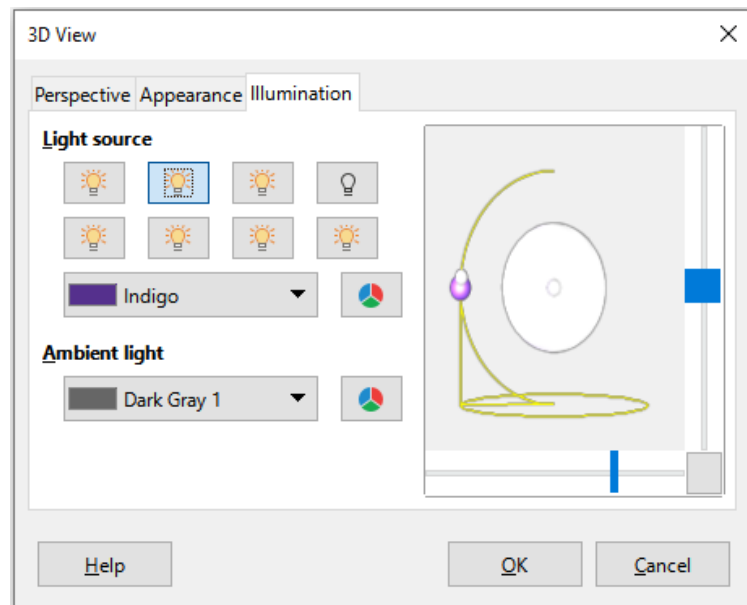 3D View
Perspective Appearance Illumination
Light source
Indigo
Ambient light
Dark Gray 1
Help OK Cancel